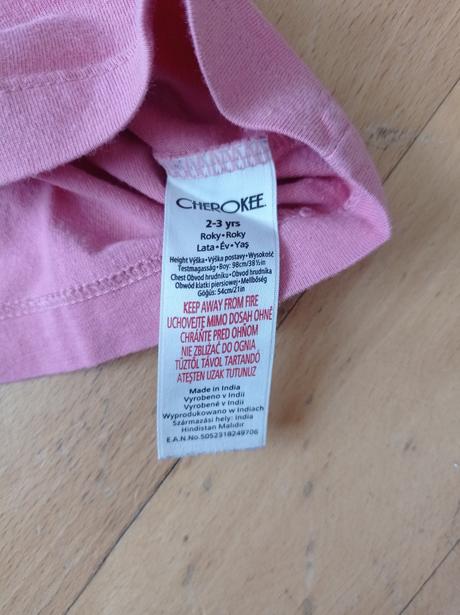 CHEROKEE
2-3 yrs
Roky•Roky
Lata•Év•Yaş
Height Výška•Výška postavy•Wysokość
Testmagasság•Boy: 98cm/38½in
Chest Obvod hrudníku•Obvod hrudníka
Obwód klatki piersiowej•Mellbőség
Göğüs: 54cm/21in
KEEP AWAY FROM FIRE
UCHOVEJTE MIMO DOSAH OHNĚ
CHRÁŇTE PRED OHŇOM
NIE ZBLIŻAĆ DO OGNIA
TŰZTŐL TÁVOL TARTANDÓ
ATEŞTEN UZAK TUTUNUZ
Made in India
Vyrobeno v Indii
Vyrobené v Indii
Wyprodukowano w Indiach
Származási hely: India
Hindistan Malıdır
E.A.N.No.5052318249706